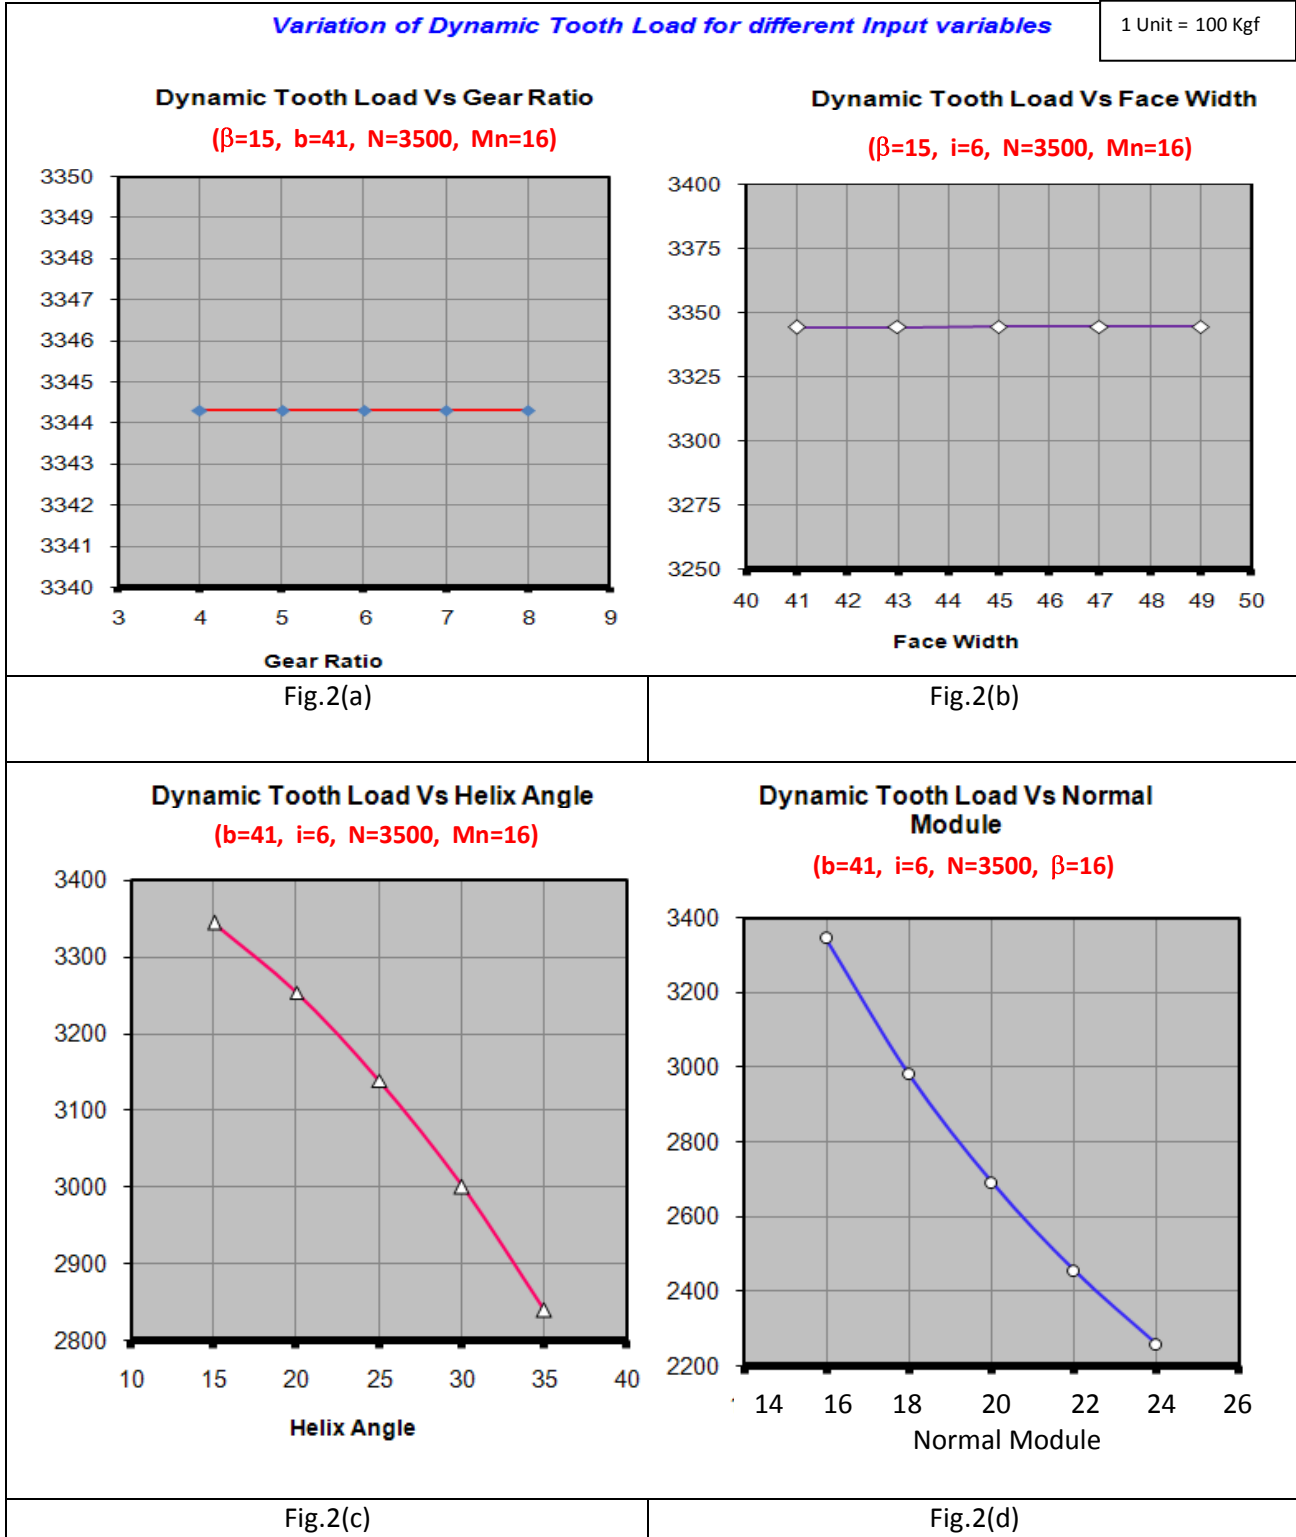 Variation of Dynamic Tooth Load for different Input variables
1 Unit = 100 Kgf
Dynamic Tooth Load Vs Gear Ratio
(β=15, b=41, N=3500, Mn=16)
3350
3349
3348
3347
3346
3345
3344
3343
3342
3341
3340
3 4 5 6 7 8 9
Gear Ratio
Dynamic Tooth Load Vs Face Width
(β=15, i=6, N=3500, Mn=16)
3400
3375
3350
3325
3300
3275
3250
40 41 42 43 44 45 46 47 48 49 50
Face Width
Fig.2(a)
Fig.2(b)
Dynamic Tooth Load Vs Helix Angle
(b=41, i=6, N=3500, Mn=16)
3400
3300
3200
3100
3000
2900
2800
10 15 20 25 30 35 40
Helix Angle
Dynamic Tooth Load Vs Normal
Module
(b=41, i=6, N=3500, β=16)
3400
3200
3000
2800
2600
2400
2200
14 16 18 20 22 24 26
Normal Module
Fig.2(c)
Fig.2(d)